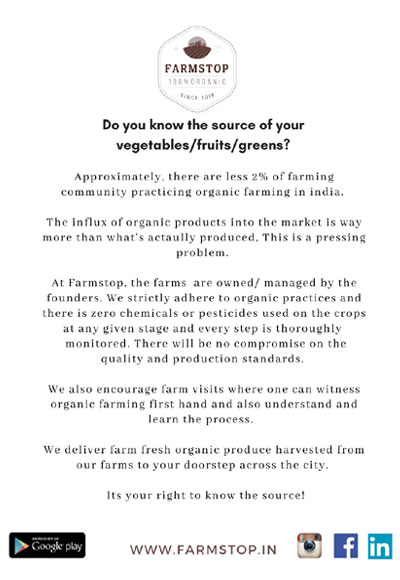 FARMSTOP
100% ORGANIC
SINCE 2018
Do you know the source of your
vegetables/fruits/greens?
Approximately, there are less 2% of farming
community practicing organic farming in india.
The influx of organic products into the market is way
more than what's actaully produced, This is a pressing
problem.
At Farmstop, the farms are owned/ managed by the
founders. We strictly adhere to organic practices and
there is zero chemicals or pesticides used on the crops
at any given stage and every step is thoroughly
monitored. There will be no compromise on the
quality and production standards.
We also encourage farm visits where one can witness
organic farming first hand and also understand and
learn the process.
We deliver farm fresh organic produce harvested from
our farms to your doorstep across the city.
Its your right to know the source!
Google play
WWW.FARMSTOP.IN
f
in